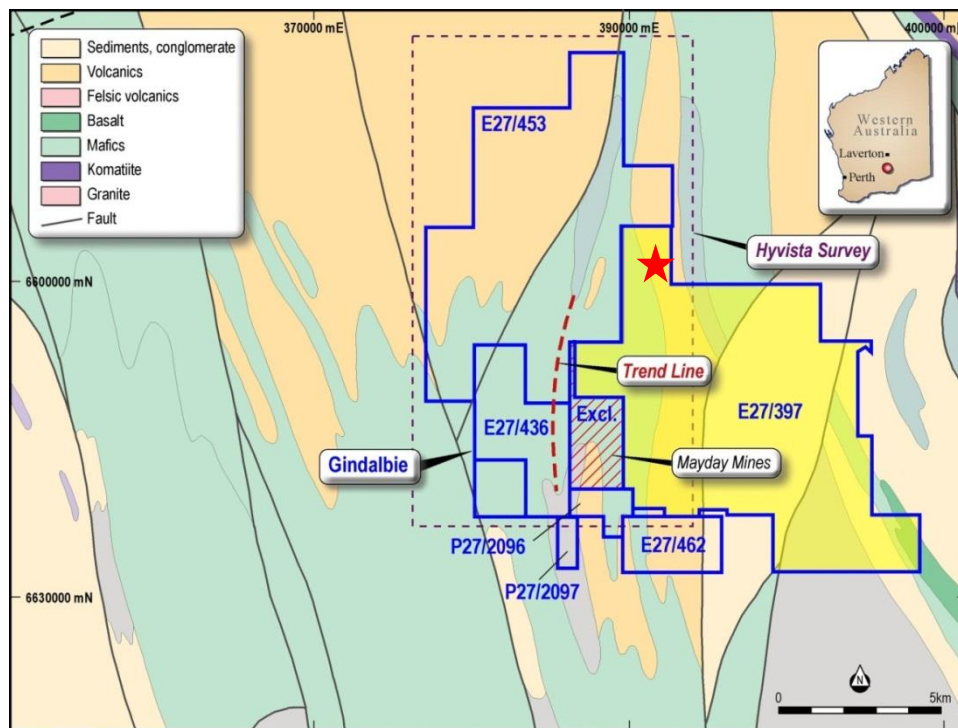 370000 mE
390000 mE
400000 mE
Sediments, conglomerate
Volcanics
Felsic volcanics
Basalt
Mafics
Komatiite
Granite
Fault
Western
Australia
Laverton
Perth
E27/453
Hyvista Survey
6600000 mN
Trend Line
E27/397
Excl.
E27/436
Gindalbie
Mayday Mines
P27/2096
E27/462
P27/2097
6630000 mN
N
0
5km